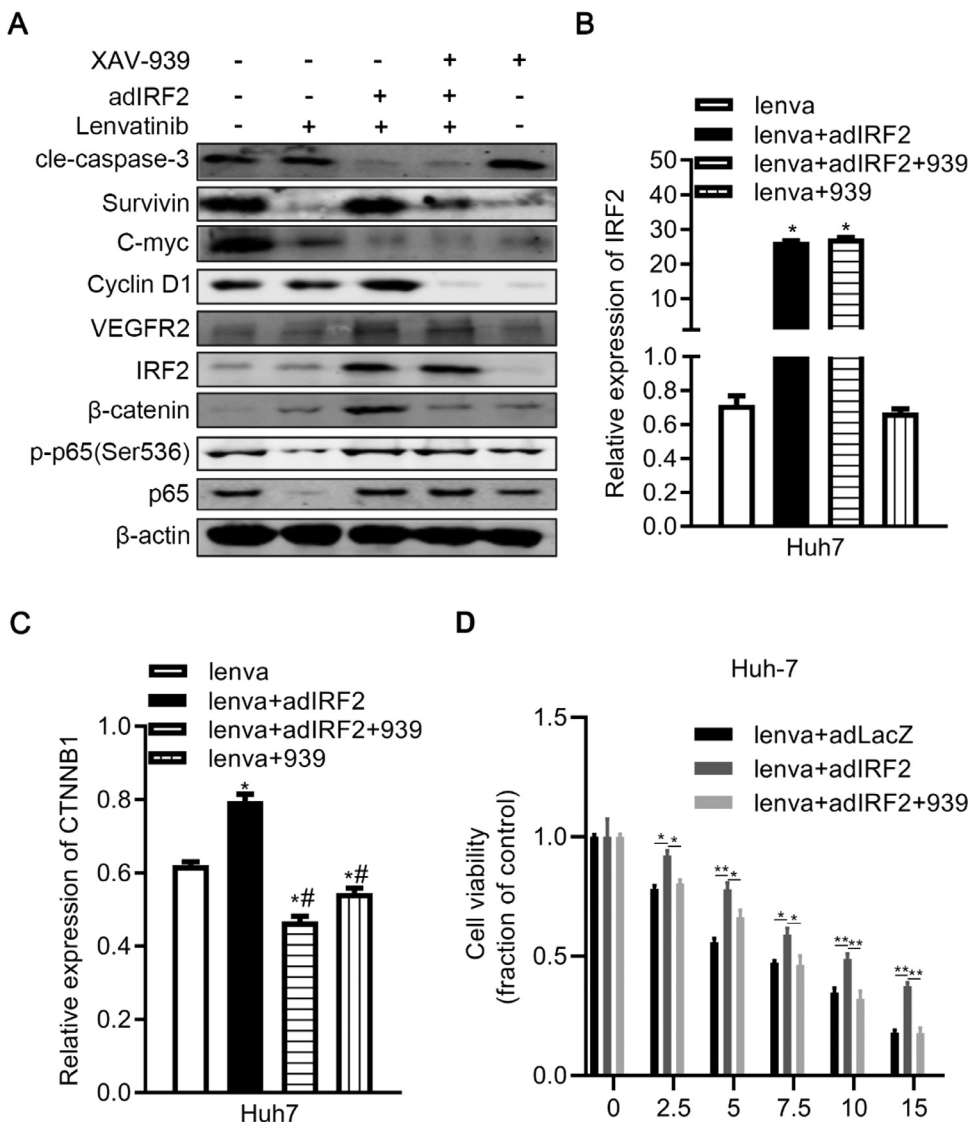 A
XAV-939 - - - + +
adIRF2 - - + + -
Lenvatinib - + + + -
cle-caspase-3
Survivin
C-myc
Cyclin D1
VEGFR2
IRF2
β-catenin
p-p65(Ser536)
p65
β-actin
B
lenva
lenva+adIRF2
lenva+adIRF2+939
lenva+939
Relative expression of IRF2
50
40
30
20
10
1.0
0.8
0.6
0.4
0.2
0.0
* *
Huh7
C
lenva
lenva+adIRF2
lenva+adIRF2+939
lenva+939
Relative expression of CTNNB1
1.0
0.8
0.6
0.4
0.2
0.0
*
*#
*#
Huh7
D
Huh-7
lenva+adLacZ
lenva+adIRF2
lenva+adIRF2+939
Cell viability
(fraction of control)
1.5
1.0
0.5
0.0
* *
** *
* *
** **
** **
0 2.5 5 7.5 10 15